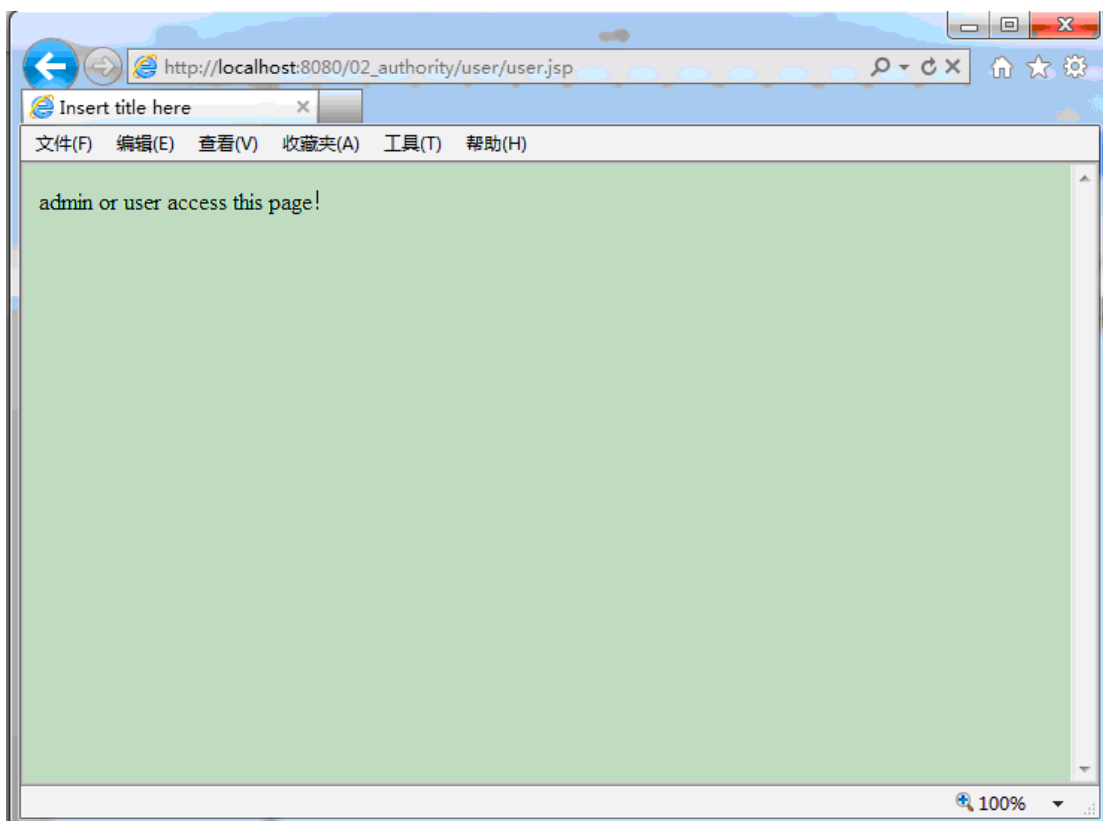 http://localhost:8080/02_authority/user/user.jsp
Insert title here
文件(F) 编辑(E) 查看(V) 收藏夹(A) 工具(T) 帮助(H)
admin or user access this page！
100%